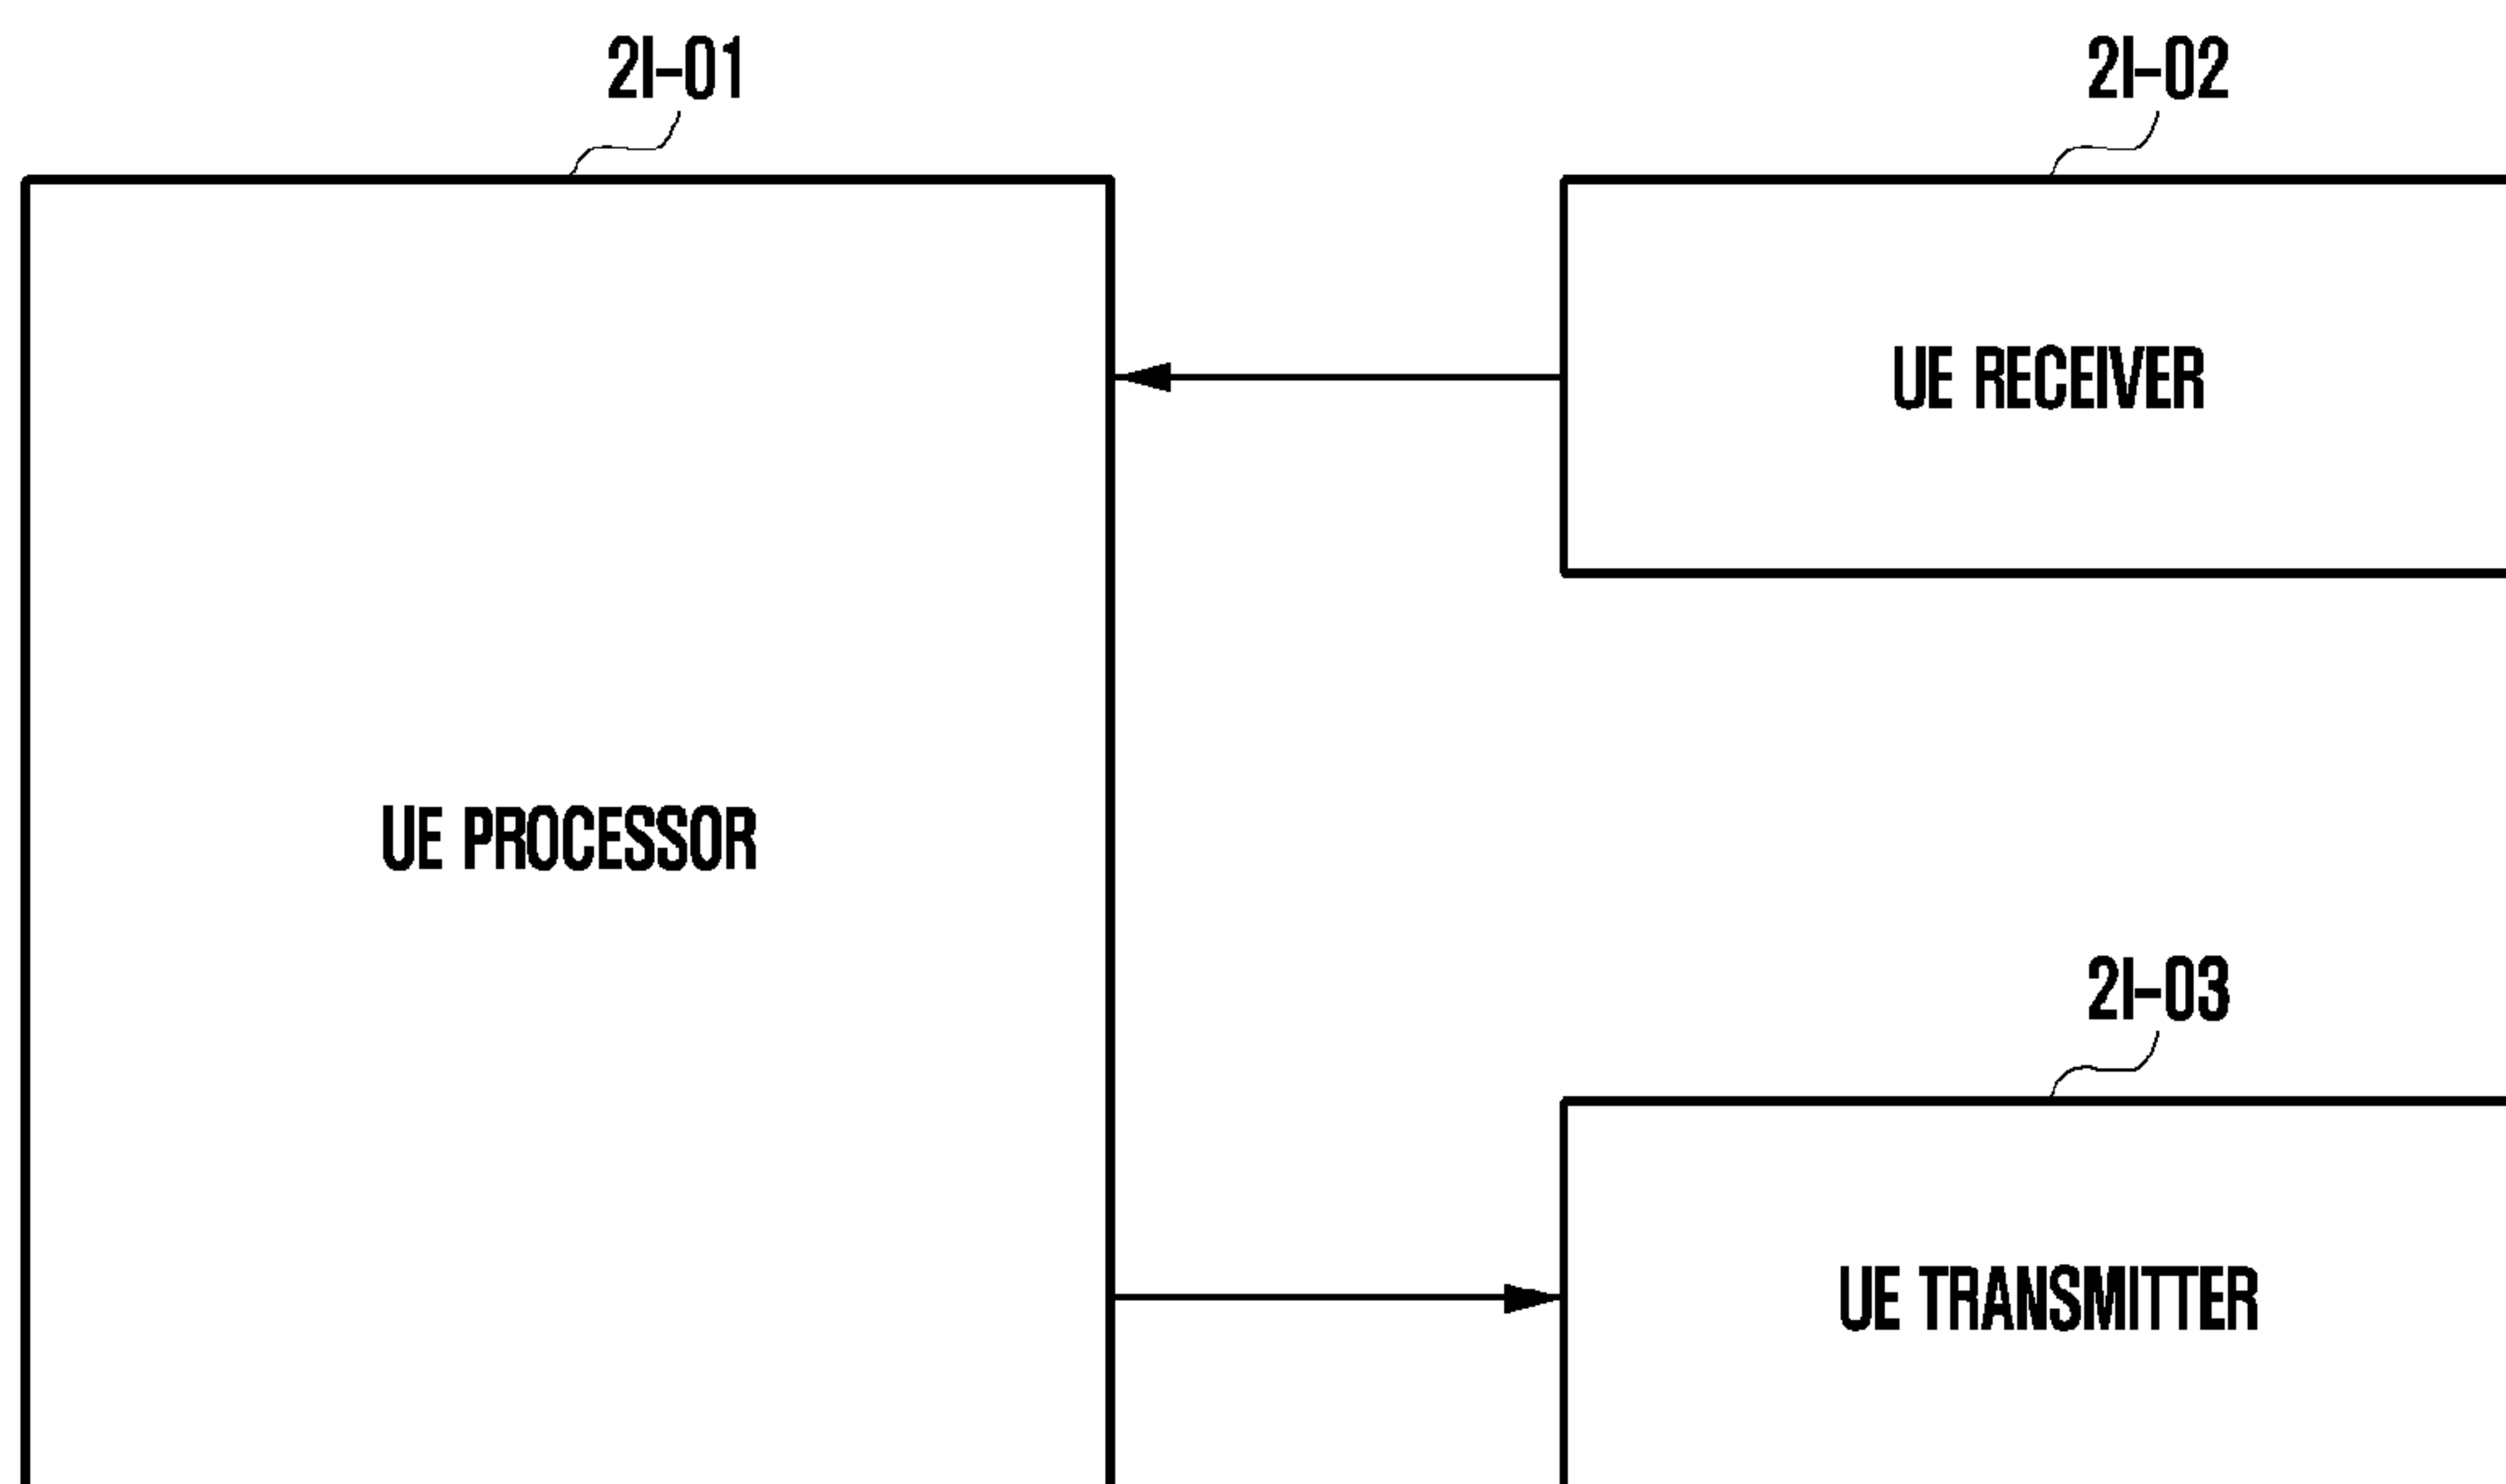 2I-01
2I-02
UE RECEIVER
UE PROCESSOR
2I-03
UE TRANSMITTER